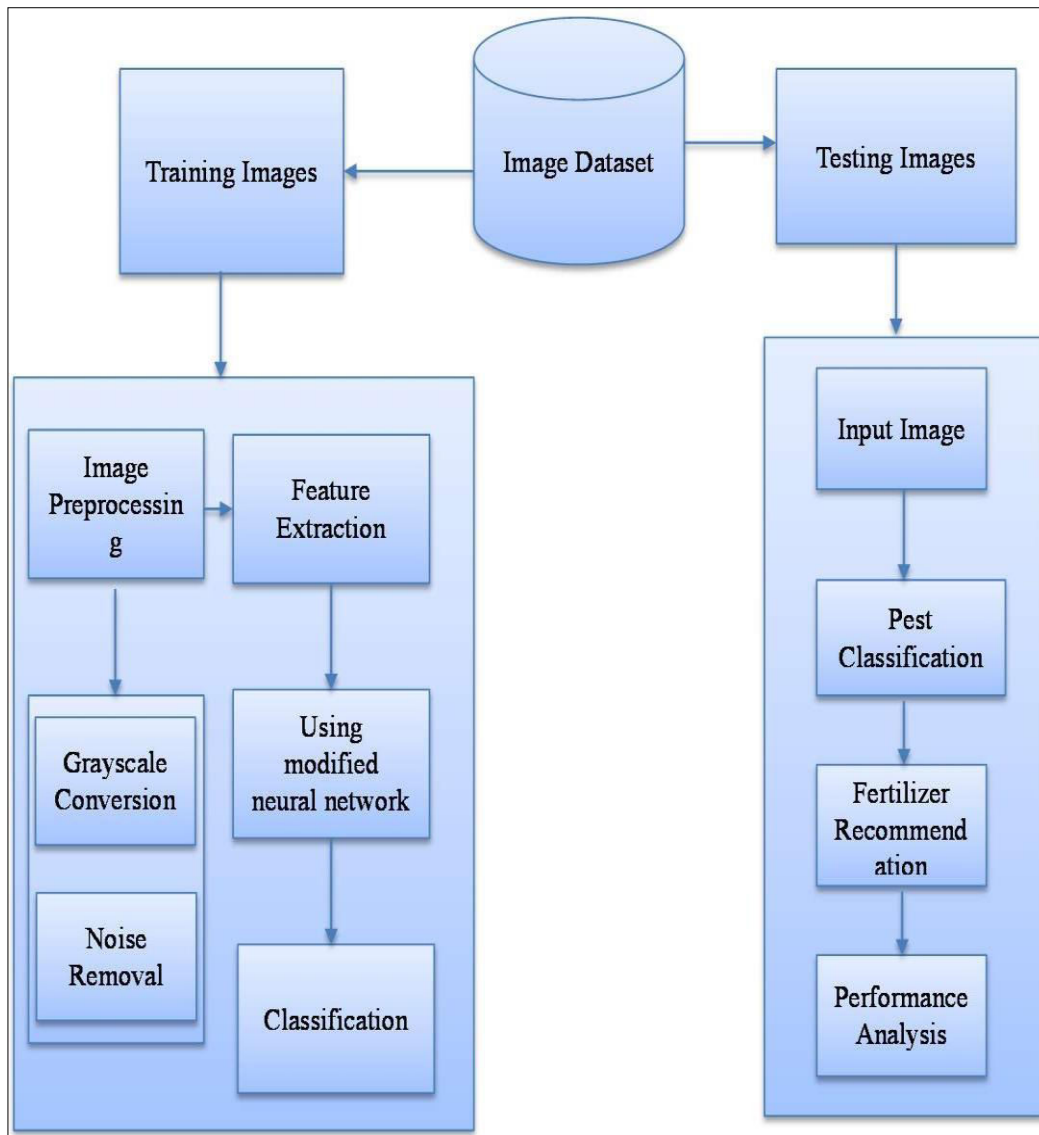 Training Images
Image Dataset
Testing Images
Image
Preprocessin
g
Feature
Extraction
Grayscale
Conversion
Noise
Removal
Using
modified
neural network
Classification
Input Image
Pest
Classification
Fertilizer
Recommend
ation
Performance
Analysis